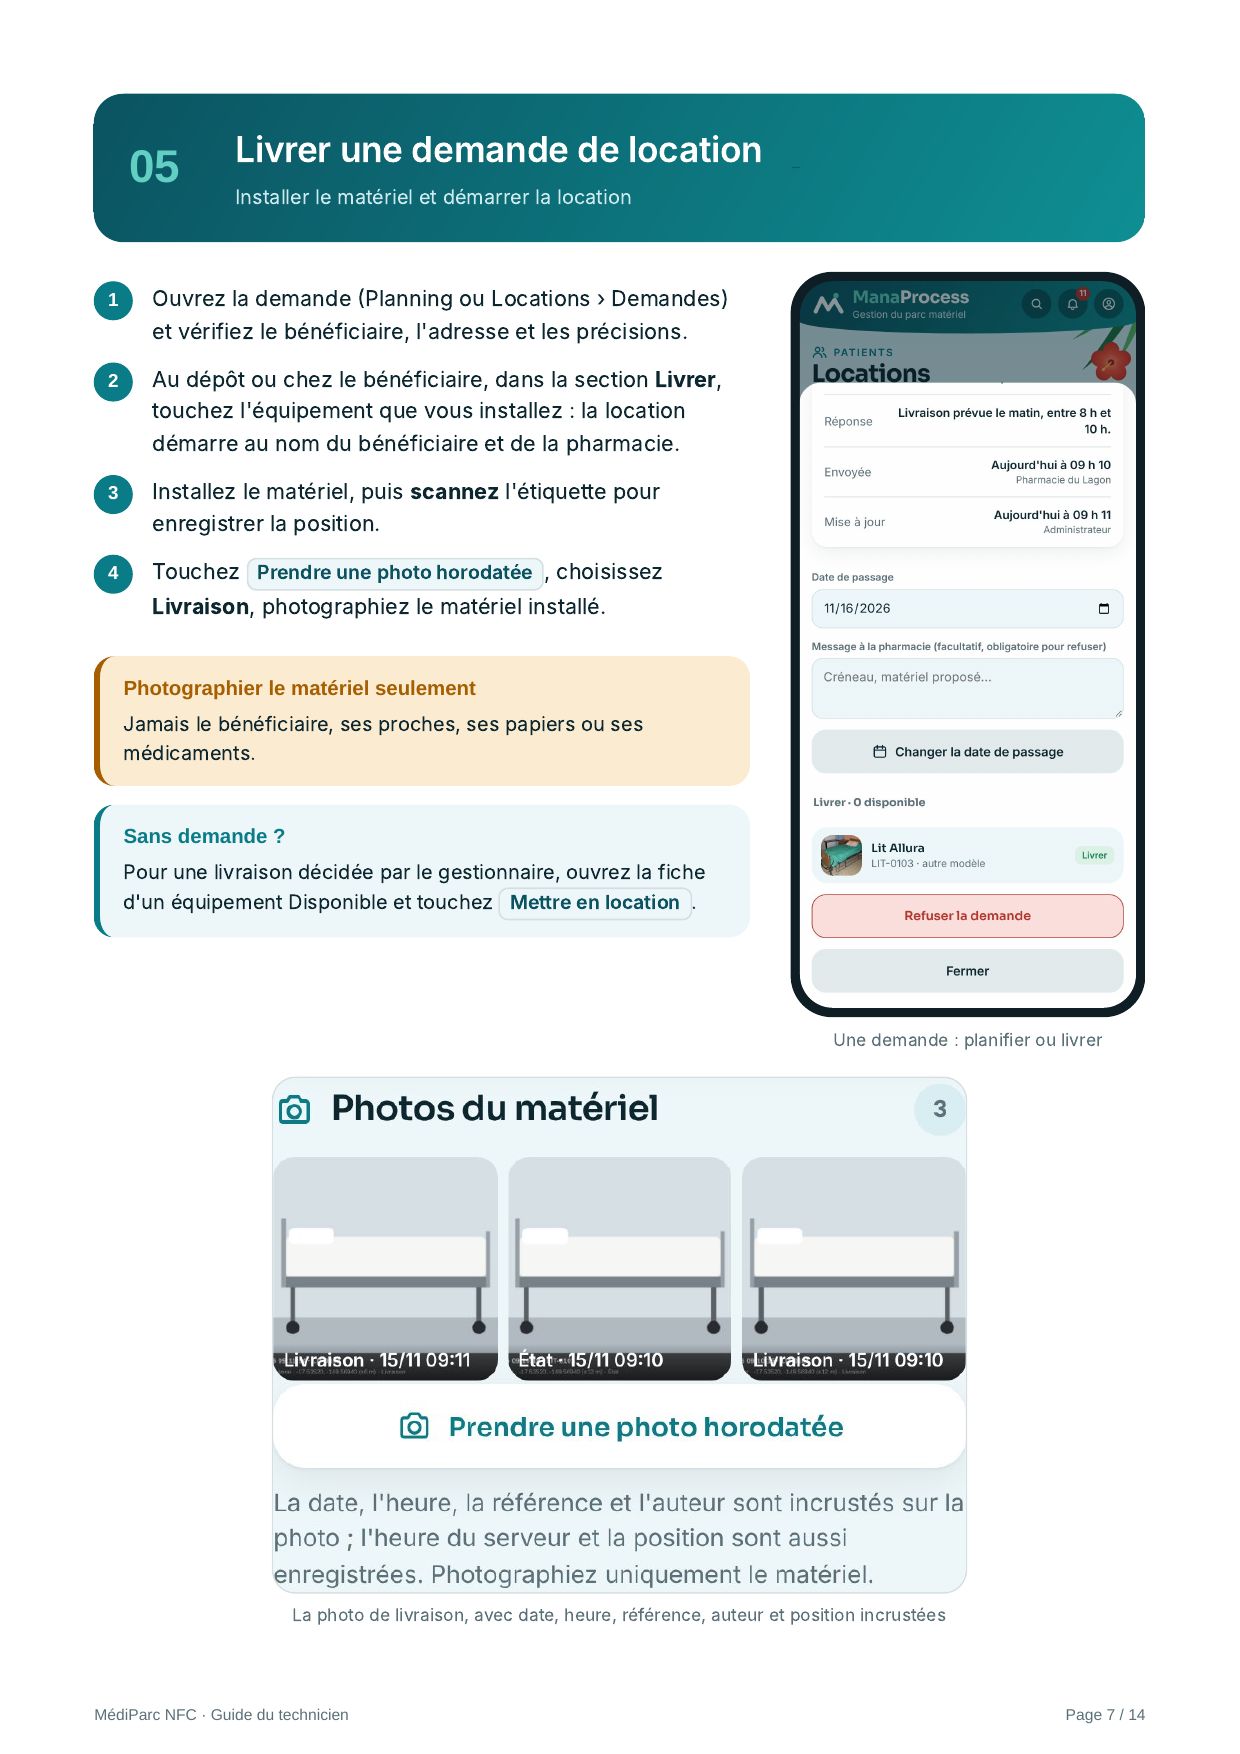 05
Livrer une demande de location
Installer le matériel et démarrer la location
1
Ouvrez la demande (Planning ou Locations › Demandes)
et vérifiez le bénéficiaire, l'adresse et les précisions.
2
Au dépôt ou chez le bénéficiaire, dans la section Livrer,
touchez l'équipement que vous installez : la location
démarre au nom du bénéficiaire et de la pharmacie.
3
Installez le matériel, puis scannez l'étiquette pour
enregistrer la position.
4
Touchez Prendre une photo horodatée, choisissez
Livraison, photographiez le matériel installé.
Photographier le matériel seulement
Jamais le bénéficiaire, ses proches, ses papiers ou ses
médicaments.
Sans demande ?
Pour une livraison décidée par le gestionnaire, ouvrez la fiche
d'un équipement Disponible et touchez Mettre en location.
ManaProcess
Gestion du parc matériel
11
PATIENTS
Locations
Réponse
Livraison prévue le matin, entre 8 h et
10 h.
Envoyée
Aujourd'hui à 09 h 10
Pharmacie du Lagon
Mise à jour
Aujourd'hui à 09 h 11
Administrateur
Date de passage
11/16/2026
Message à la pharmacie (facultatif, obligatoire pour refuser)
Créneau, matériel proposé...
Changer la date de passage
Livrer · 0 disponible
Lit Allura
LIT-0103 · autre modèle
Livrer
Refuser la demande
Fermer
Une demande : planifier ou livrer
Photos du matériel
3
Livraison · 15/11 09:11
État · 15/11 09:10
Livraison · 15/11 09:10
Prendre une photo horodatée
La date, l'heure, la référence et l'auteur sont incrustés sur la
photo ; l'heure du serveur et la position sont aussi
enregistrées. Photographiez uniquement le matériel.
La photo de livraison, avec date, heure, référence, auteur et position incrustées
MédiParc NFC · Guide du technicien
Page 7 / 14